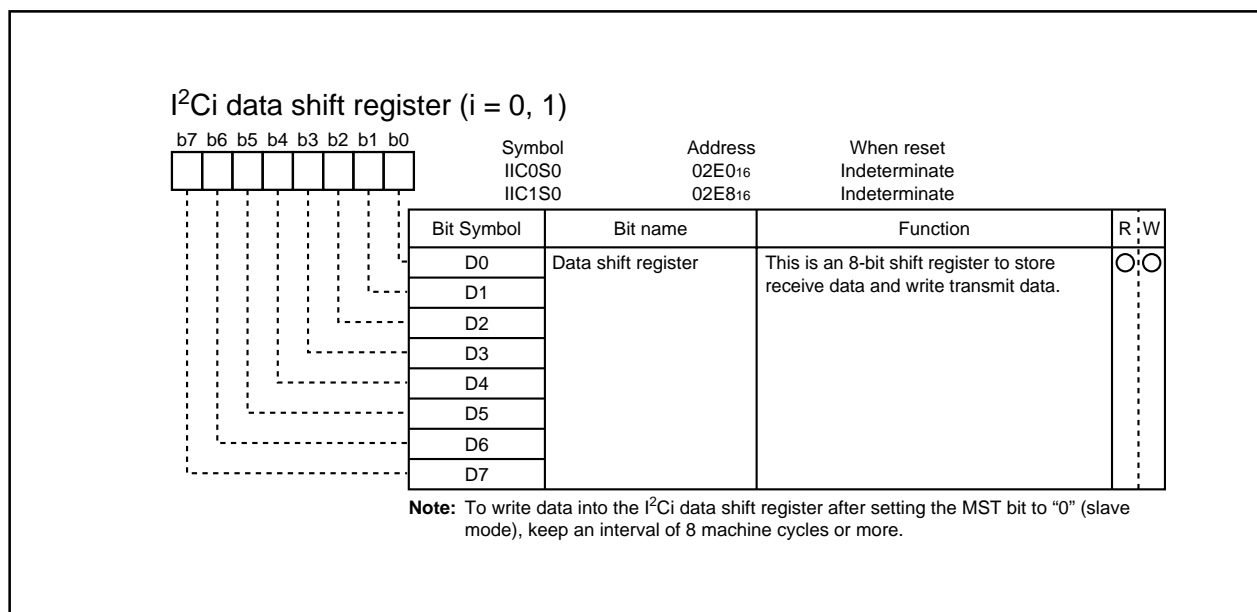 I²Ci data shift register (i = 0, 1)
b7 b6 b5 b4 b3 b2 b1 b0
Symbol Address When reset
IIC0S0 02E0₁₆ Indeterminate
IIC1S0 02E8₁₆ Indeterminate
Bit Symbol Bit name Function R W
D0 Data shift register This is an 8-bit shift register to store
receive data and write transmit data.
D1
D2
D3
D4
D5
D6
D7
Note: To write data into the I²Ci data shift register after setting the MST bit to “0” (slave
mode), keep an interval of 8 machine cycles or more.